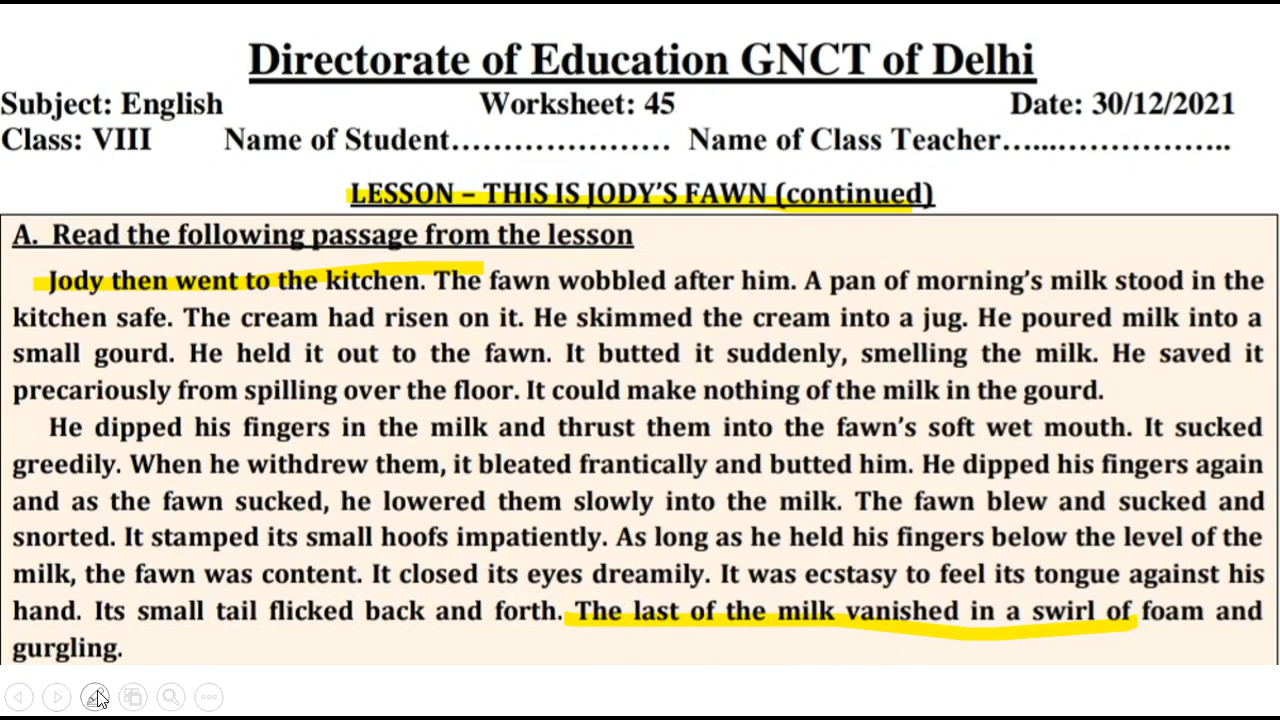 Directorate of Education GNCT of Delhi
Subject: English Worksheet: 45 Date: 30/12/2021
Class: VIII Name of Student………………… Name of Class Teacher…...……………..
LESSON – THIS IS JODY’S FAWN (continued)
A. Read the following passage from the lesson
Jody then went to the kitchen. The fawn wobbled after him. A pan of morning’s milk stood in the
kitchen safe. The cream had risen on it. He skimmed the cream into a jug. He poured milk into a
small gourd. He held it out to the fawn. It butted it suddenly, smelling the milk. He saved it
precariously from spilling over the floor. It could make nothing of the milk in the gourd.
He dipped his fingers in the milk and thrust them into the fawn’s soft wet mouth. It sucked
greedily. When he withdrew them, it bleated frantically and butted him. He dipped his fingers again
and as the fawn sucked, he lowered them slowly into the milk. The fawn blew and sucked and
snorted. It stamped its small hoofs impatiently. As long as he held his fingers below the level of the
milk, the fawn was content. It closed its eyes dreamily. It was ecstasy to feel its tongue against his
hand. Its small tail flicked back and forth. The last of the milk vanished in a swirl of foam and
gurgling.